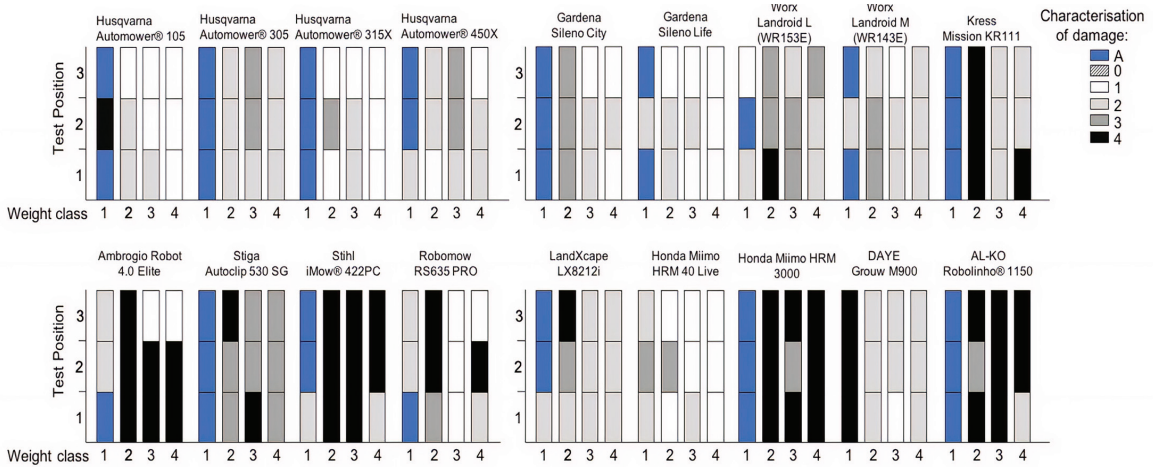 Husqvarna
Automower® 105
Husqvarna
Automower® 305
Husqvarna
Automower® 315X
Husqvarna
Automower® 450X
Gardena
Sileno City
Gardena
Sileno Life
Worx
Landroid L
(WR153E)
Worx
Landroid M
(WR143E)
Kress
Mission KR111
Characterisation
of damage:
A
0
1
2
3
4
Test Position
3
2
1
Weight class 1 2 3 4 1 2 3 4 1 2 3 4 1 2 3 4 1 2 3 4 1 2 3 4 1 2 3 4 1 2 3 4 1 2 3 4
Ambrogio Robot
4.0 Elite
Stiga
Autoclip 530 SG
Stihl
iMow® 422PC
Robomow
RS635 PRO
LandXcape
LX8212i
Honda Miimo
HRM 40 Live
Honda Miimo HRM
3000
DAYE
Grouw M900
AL-KO
Robolinho® 1150
Test Position
3
2
1
Weight class 1 2 3 4 1 2 3 4 1 2 3 4 1 2 3 4 1 2 3 4 1 2 3 4 1 2 3 4 1 2 3 4 1 2 3 4